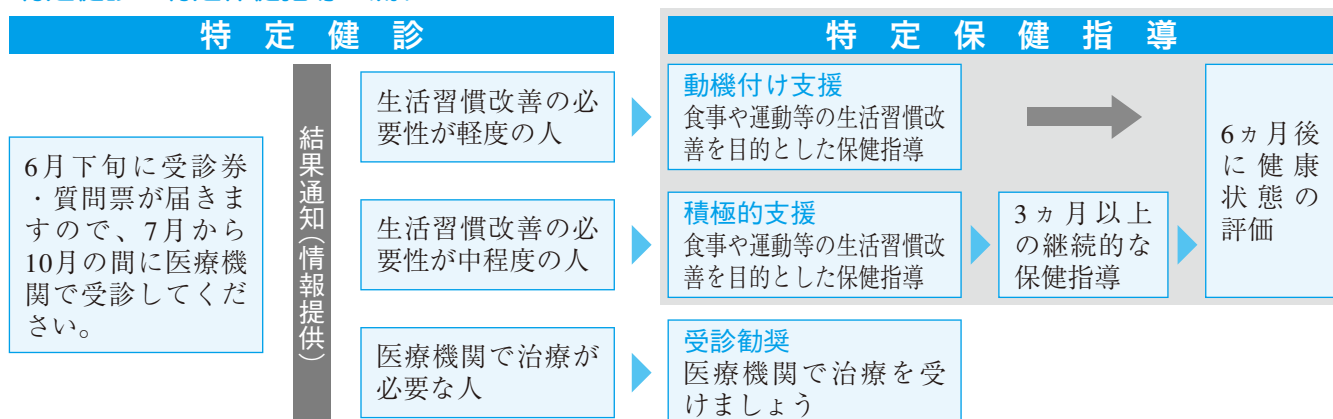 特定健診
特定保健指導
6月下旬に受診券
・質問票が届きま
すので、7月から
10月の間に医療機
関で受診してくだ
さい。
結果通知(情報提供)
生活習慣改善の必
要性が軽度の人
動機付け支援
食事や運動等の生活習慣改
善を目的とした保健指導
生活習慣改善の必
要性が中程度の人
積極的支援
食事や運動等の生活習慣改
善を目的とした保健指導
3ヵ月以上
の継続的な
保健指導
6ヵ月後
に健康
状態の
評価
医療機関で治療が
必要な人
受診勧奨
医療機関で治療を受
けましょう